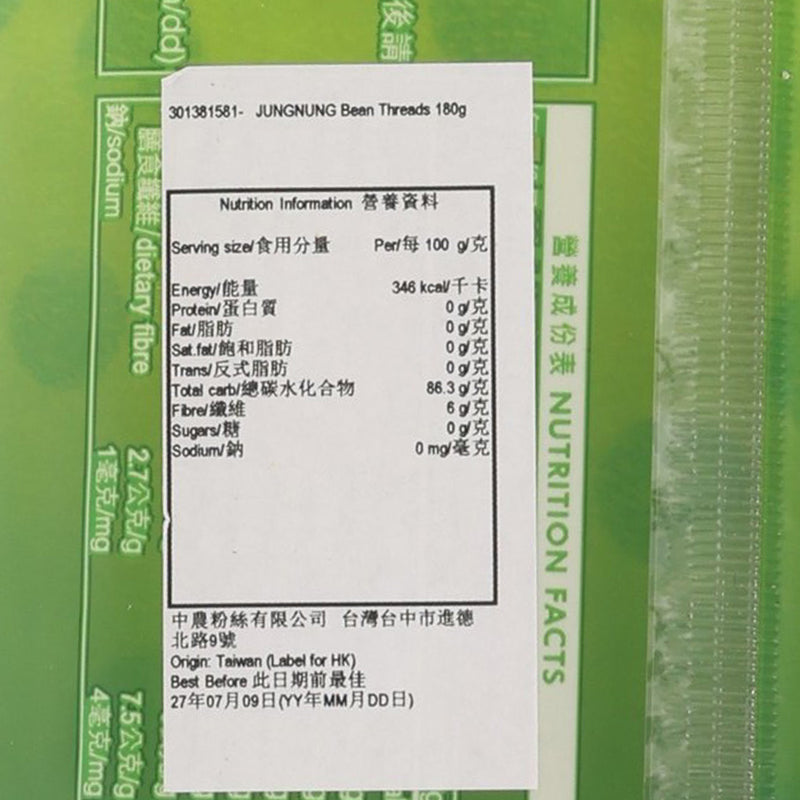 301381581- JUNGNUNG Bean Threads 180g
Nutrition Information 營養資料
Serving size/食用分量 Per/每 100 g/克
Energy/能量 346 kcal/千卡
Protein/蛋白質 0 g/克
Fat/脂肪 0 g/克
Sat.fat/飽和脂肪 0 g/克
Trans/反式脂肪 0 g/克
Total carb/總碳水化合物 86.3 g/克
Fibre/纖維 6 g/克
Sugars/糖 0 g/克
Sodium/鈉 0 mg/毫克
中農粉絲有限公司 台灣台中市進德
北路9號
Origin: Taiwan (Label for HK)
Best Before 此日期前最佳
27年07月09日(YY年MM月DD日)
營養成份表 NUTRITION FACTS
膳食纖維/dietary fibre 2.7公克/g 7.5公克/g
鈉/sodium 1毫克/mg 4毫克/mg
後請
/dd)